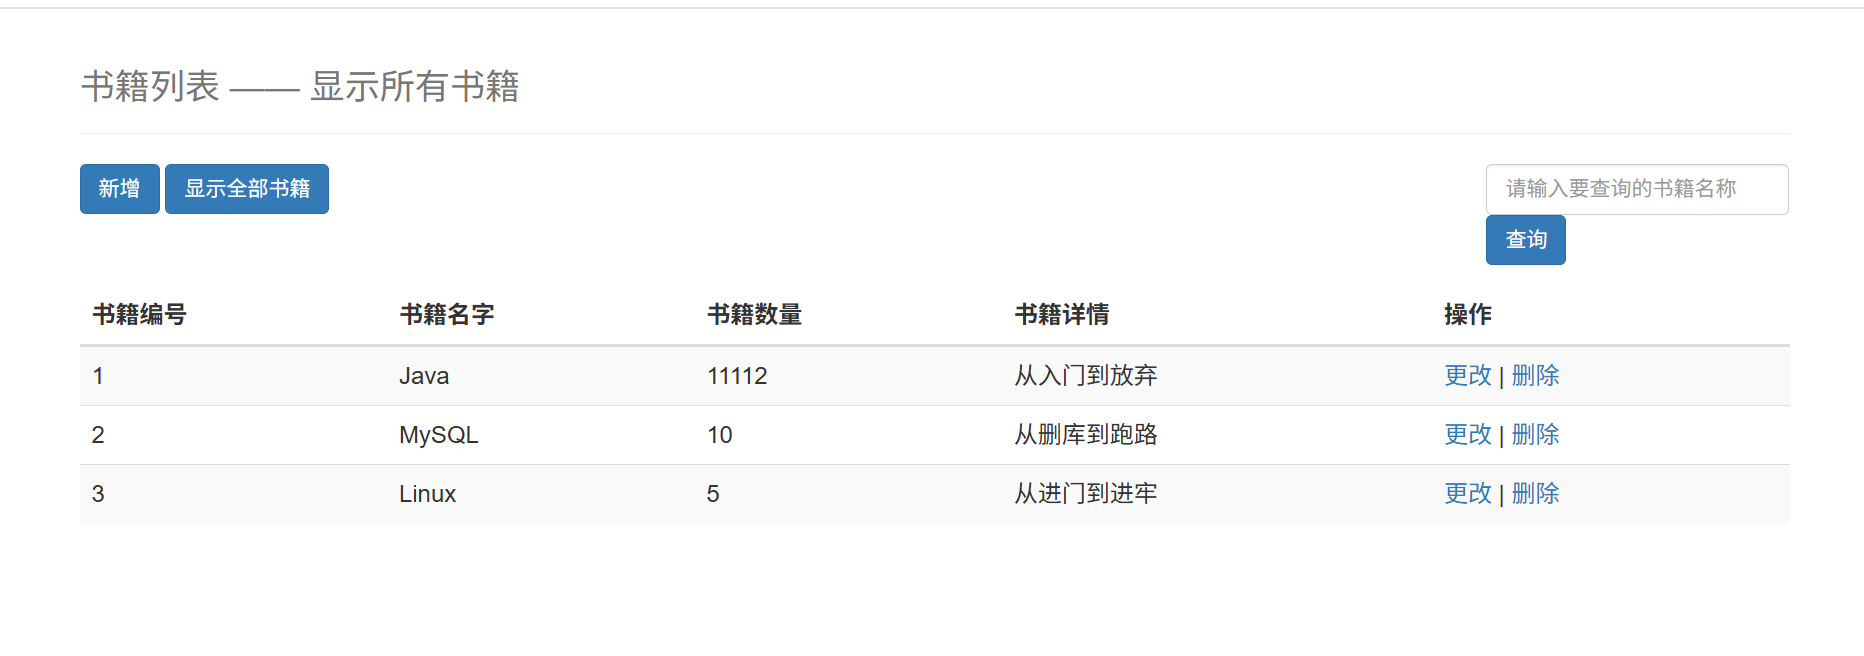 书籍列表 —— 显示所有书籍
新增 显示全部书籍 请输入要查询的书籍名称
查询
书籍编号 书籍名字 书籍数量 书籍详情 操作
1 Java 11112 从入门到放弃 更改 | 删除
2 MySQL 10 从删库到跑路 更改 | 删除
3 Linux 5 从进门到进牢 更改 | 删除